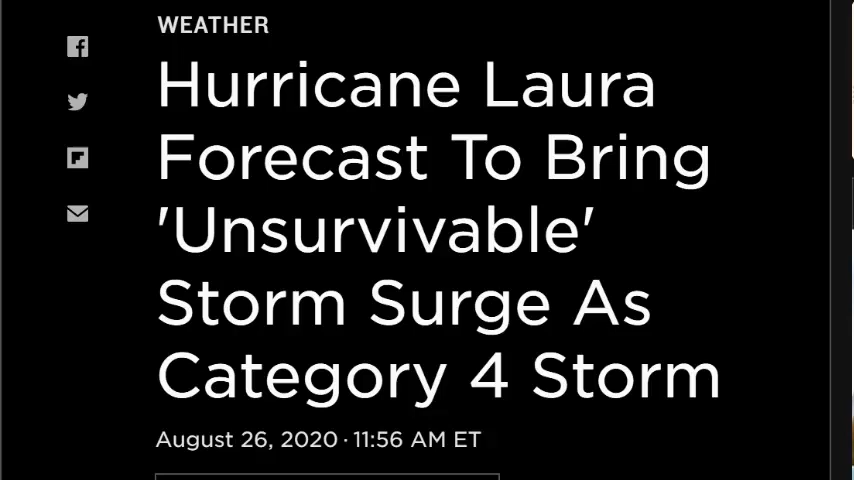 WEATHER
Hurricane Laura
Forecast To Bring
'Unsurvivable'
Storm Surge As
Category 4 Storm
August 26, 2020 · 11:56 AM ET